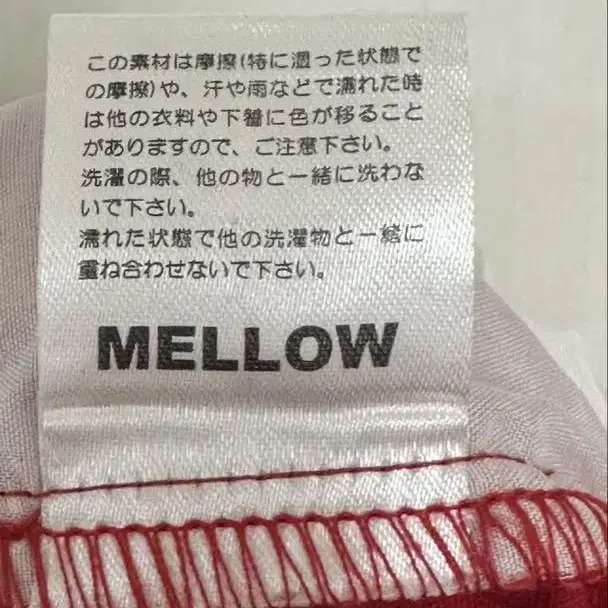 この素材は摩擦(特に湿った状態で
の摩擦)や、汗や雨などで濡れた時
は他の衣料や下着に色が移ること
がありますので、ご注意下さい。
洗濯の際、他の物と一緒に洗わな
いで下さい。
濡れた状態で他の洗濯物と一緒に
重ね合わせないで下さい。
MELLOW